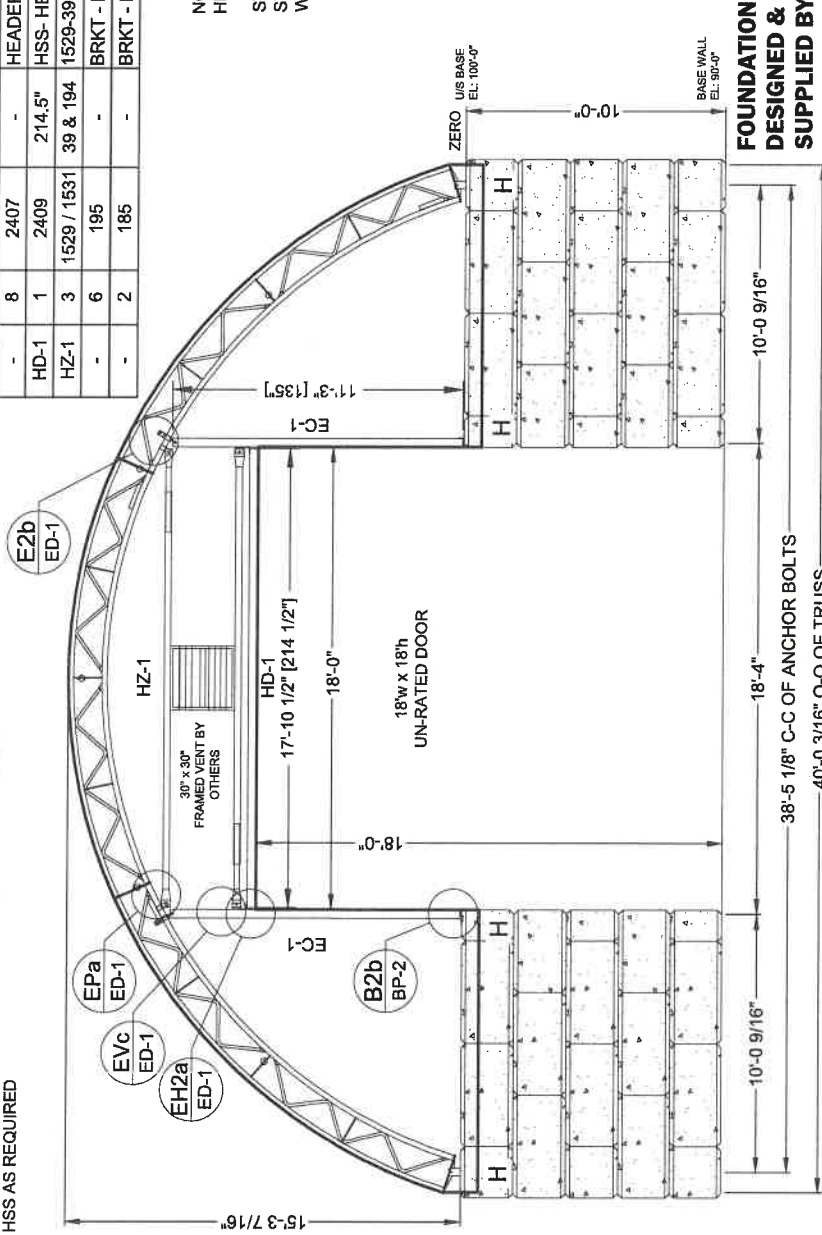 HSS AS REQUIRED
- 8 2407 - HEADER
HD-1 1 2409 214.5" HSS- HE
HZ-1 3 1529 / 1531 39 & 194 1529-39
- 6 195 - BRKT -
- 2 185 - BRKT -
E2b
ED-1
EPa
ED-1
EVc
ED-1
EH2a
ED-1
B2b
BP-2
HZ-1
30" x 30"
FRAMED VENT BY
OTHERS
HD-1
17'-10 1/2" [214 1/2"]
18'-0"
18'w x 18'h
UN-RATED DOOR
18'-0"
EC-1
EC-1
11'-3" [135"]
15'-3 7/16"
ZERO
U/S BASE
EL: 100'-0"
10'-0"
BASE WALL
EL: 90'-0"
H
H
H
H
10'-0 9/16"
18'-4"
10'-0 9/16"
38'-5 1/8" C-C OF ANCHOR BOLTS
40'-0 3/16" O-O OF TRUSS
FOUNDATION
DESIGNED &
SUPPLIED BY